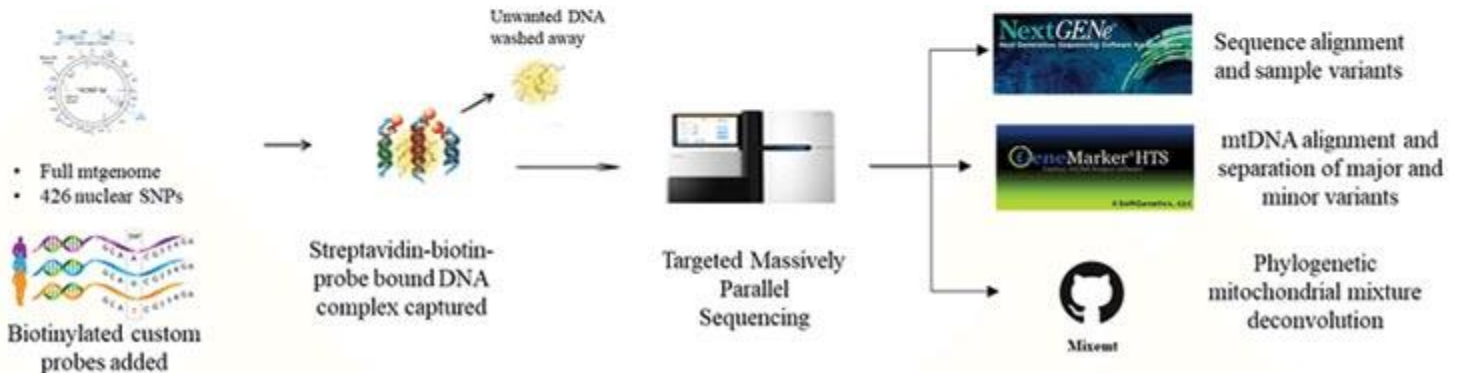 Unwanted DNA
washed away
• Full mtgenome
• 426 nuclear SNPs
Biotinylated custom
probes added
Streptavidin-biotin-
probe bound DNA
complex captured
Targeted Massively
Parallel
Sequencing
NextGENe®
Sequence alignment
and sample variants
GeneMarker®HTS
SoftGenetics, LLC
mtDNA alignment and
separation of major and
minor variants
Mixemt
Phylogenetic
mitochondrial mixture
deconvolution